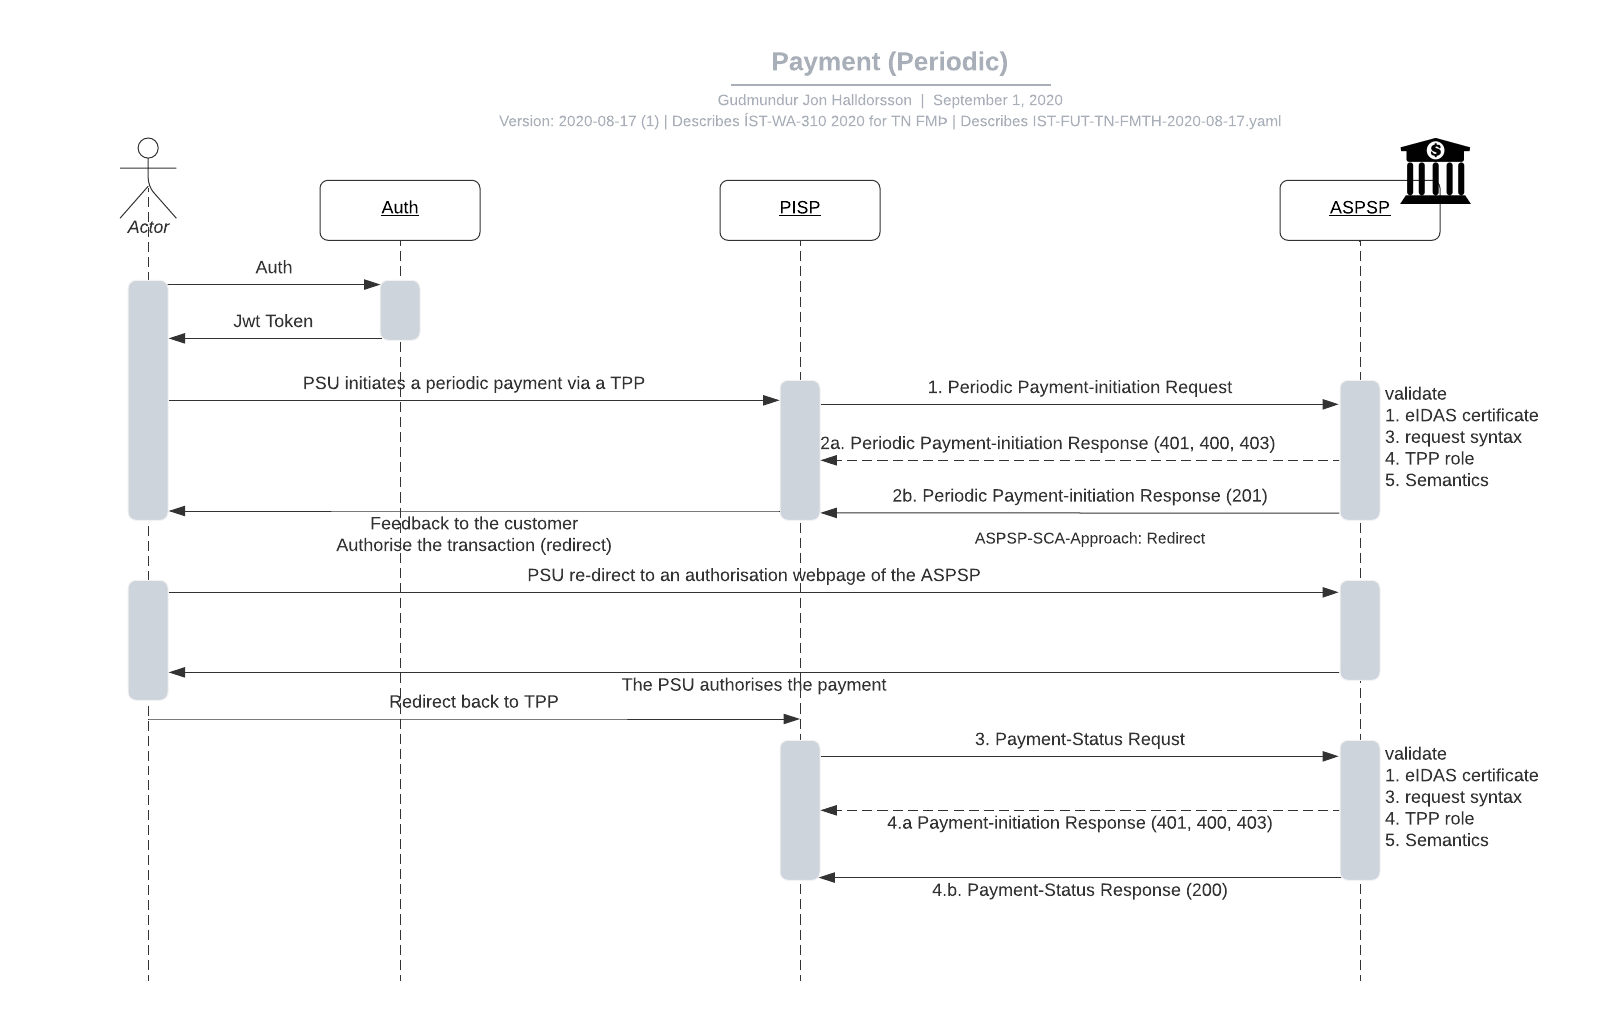 Payment (Periodic)
Gudmundur Jon Halldorsson | September 1, 2020
Version: 2020-08-17 (1) | Describes ÍST-WA-310 2020 for TN FMÞ | Describes IST-FUT-TN-FMTH-2020-08-17.yaml
Actor
Auth
PISP
ASPSP
$
Auth
Jwt Token
PSU initiates a periodic payment via a TPP
1. Periodic Payment-initiation Request
validate
1. eIDAS certificate
3. request syntax
4. TPP role
5. Semantics
2a. Periodic Payment-initiation Response (401, 400, 403)
2b. Periodic Payment-initiation Response (201)
Feedback to the customer
Authorise the transaction (redirect)
ASPSP-SCA-Approach: Redirect
PSU re-direct to an authorisation webpage of the ASPSP
The PSU authorises the payment
Redirect back to TPP
3. Payment-Status Requst
validate
1. eIDAS certificate
3. request syntax
4. TPP role
5. Semantics
4.a Payment-initiation Response (401, 400, 403)
4.b. Payment-Status Response (200)